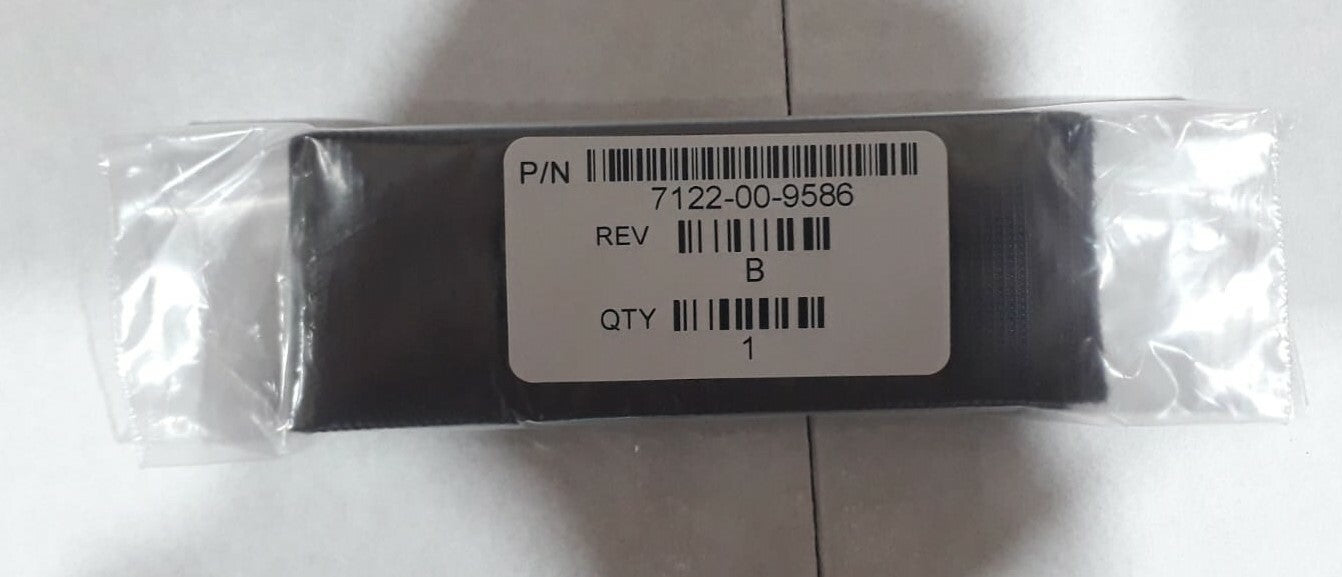 P/N
7122-00-9586
REV
B
QTY
1